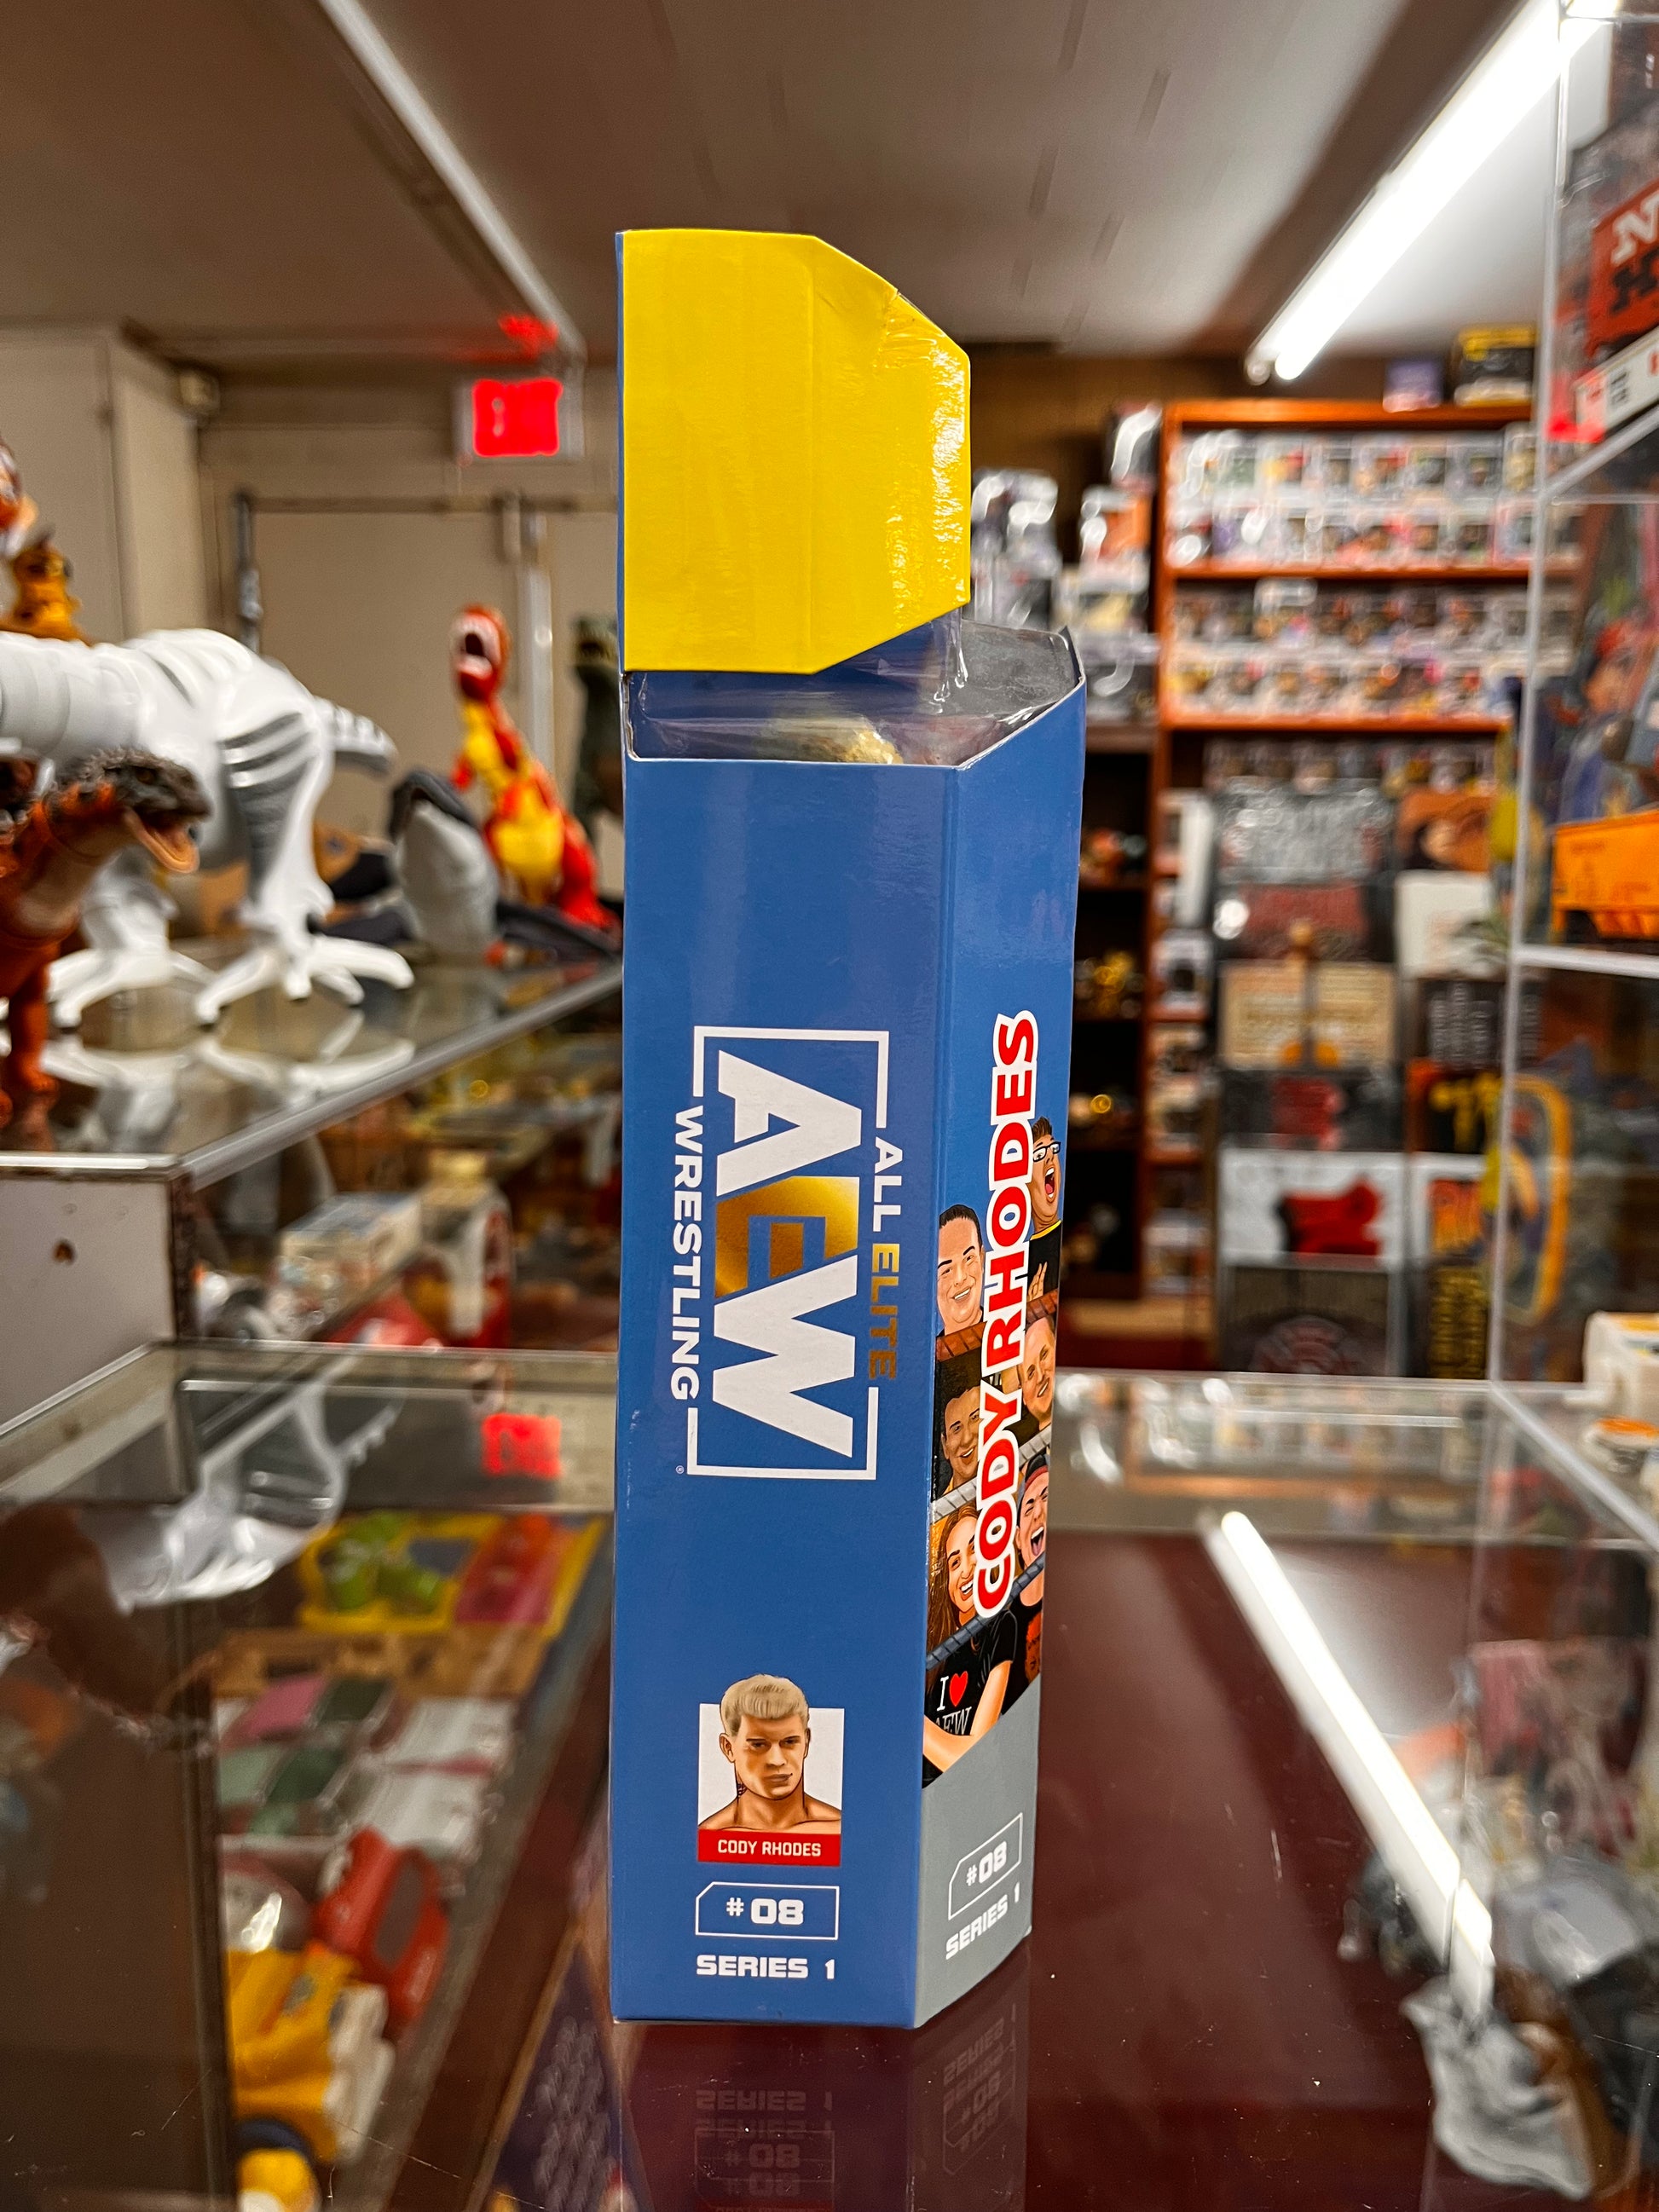 ALL ELITE
AEW
WRESTLING
®
CODY RHODES
I ♥
AEW
CODY RHODES
#08
SERIES 1
#08
SERIES 1